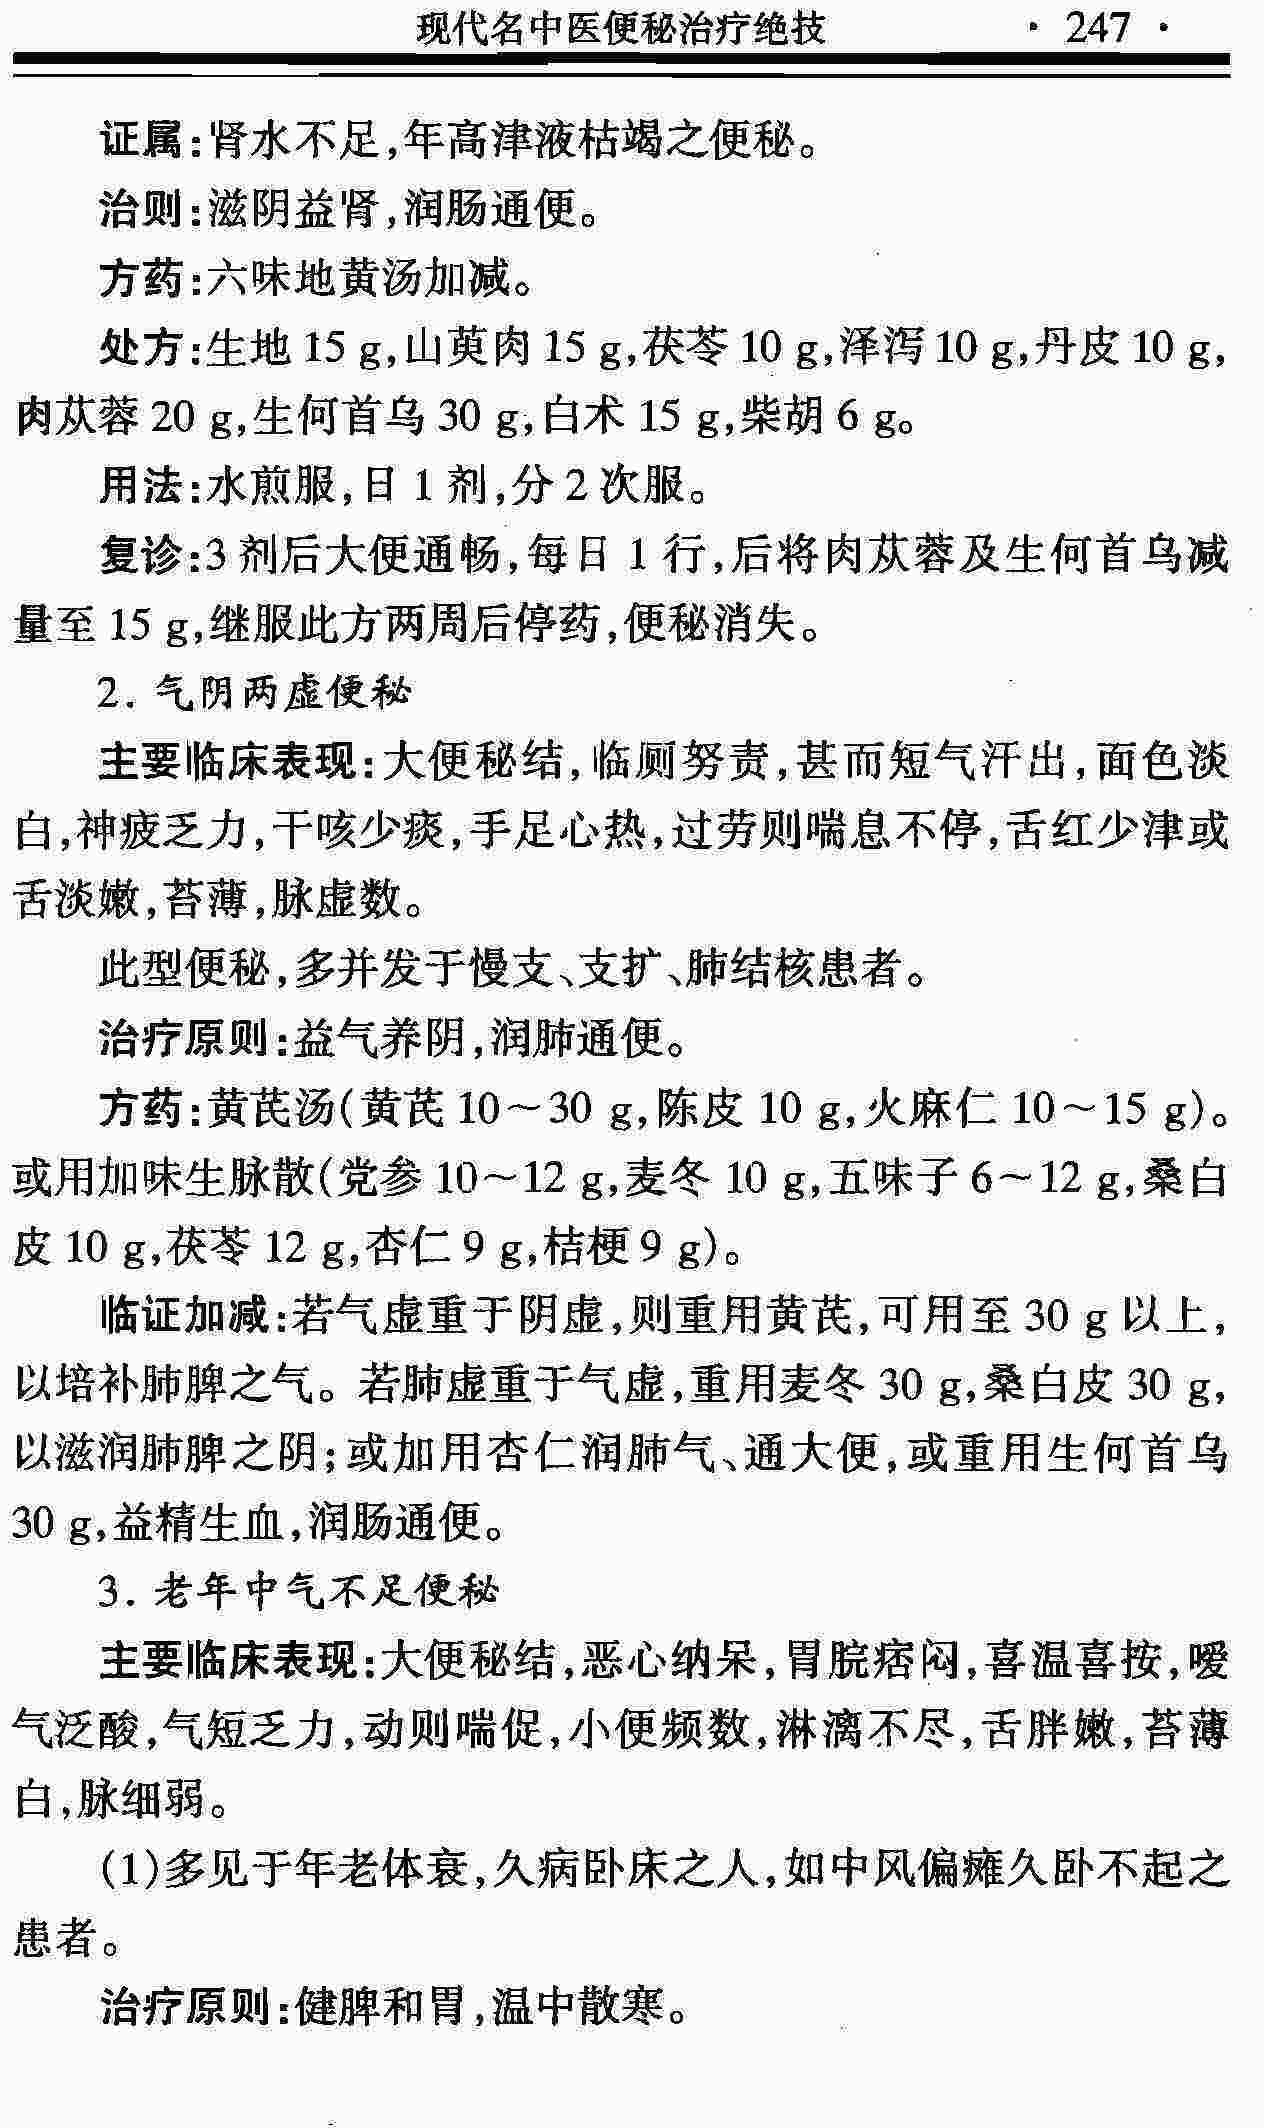 现代名中医便秘治疗绝技 · 247 ·
证属:肾水不足,年高津液枯竭之便秘。
治则:滋阴益肾,润肠通便。
方药:六味地黄汤加减。
处方:生地 15 g,山萸肉 15 g,茯苓 10 g,泽泻 10 g,丹皮 10 g,
肉苁蓉 20 g,生何首乌 30 g,白术 15 g,柴胡 6 g。
用法:水煎服,日 1 剂,分 2 次服。
复诊:3 剂后大便通畅,每日 1 行,后将肉苁蓉及生何首乌减
量至 15 g,继服此方两周后停药,便秘消失。
2. 气阴两虚便秘
主要临床表现:大便秘结,临厕努责,甚而短气汗出,面色淡
白,神疲乏力,干咳少痰,手足心热,过劳则喘息不停,舌红少津或
舌淡嫩,苔薄,脉虚数。
此型便秘,多并发于慢支、支扩、肺结核患者。
治疗原则:益气养阴,润肺通便。
方药:黄芪汤(黄芪 10～30 g,陈皮 10 g,火麻仁 10～15 g)。
或用加味生脉散(党参 10～12 g,麦冬 10 g,五味子 6～12 g,桑白
皮 10 g,茯苓 12 g,杏仁 9 g,桔梗 9 g)。
临证加减:若气虚重于阴虚,则重用黄芪,可用至 30 g 以上,
以培补肺脾之气。若肺虚重于气虚,重用麦冬 30 g,桑白皮 30 g,
以滋润肺脾之阴;或加用杏仁润肺气、通大便,或重用生何首乌
30 g,益精生血,润肠通便。
3. 老年中气不足便秘
主要临床表现:大便秘结,恶心纳呆,胃脘痞闷,喜温喜按,嗳
气泛酸,气短乏力,动则喘促,小便频数,淋漓不尽,舌胖嫩,苔薄
白,脉细弱。
(1)多见于年老体衰,久病卧床之人,如中风偏瘫久卧不起之
患者。
治疗原则:健脾和胃,温中散寒。